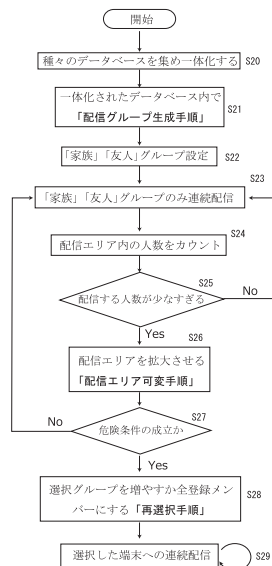 開始
種々のデータベースを集め一体化する
S20
一体化されたデータベース内で
「配信グループ生成手順」
S21
「家族」「友人」グループ設定
S22
S23
「家族」「友人」グループのみ連続配信
S24
配信エリア内の人数をカウント
S25
配信する人数が少なすぎる
No
Yes
S26
配信エリアを拡大させる
「配信エリア可変手順」
S27
No
危険条件の成立か
Yes
選択グループを増やすか全登録メン
バーにする「再選択手順」
S28
選択した端末への連続配信
S29